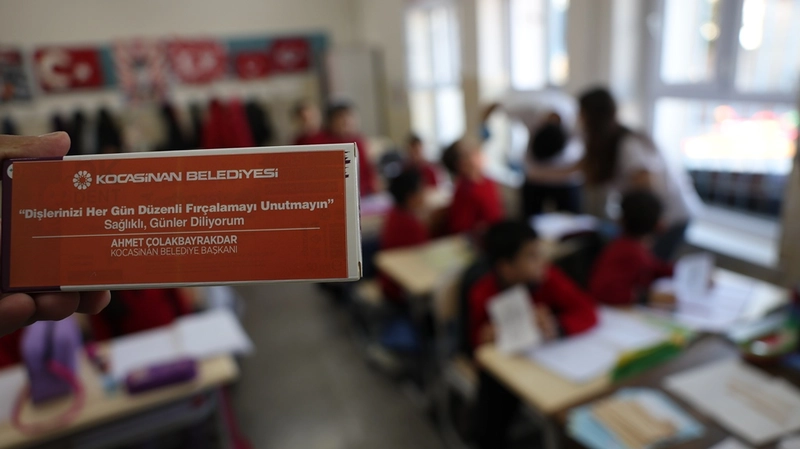 KOCASİNAN BELEDİYESİ
"Dişlerinizi Her Gün Düzenli Fırçalamayı Unutmayın"
Sağlıklı, Günler Diliyorum
AHMET ÇOLAKBAYRAKDAR
KOCASİNAN BELEDİYE BAŞKANI